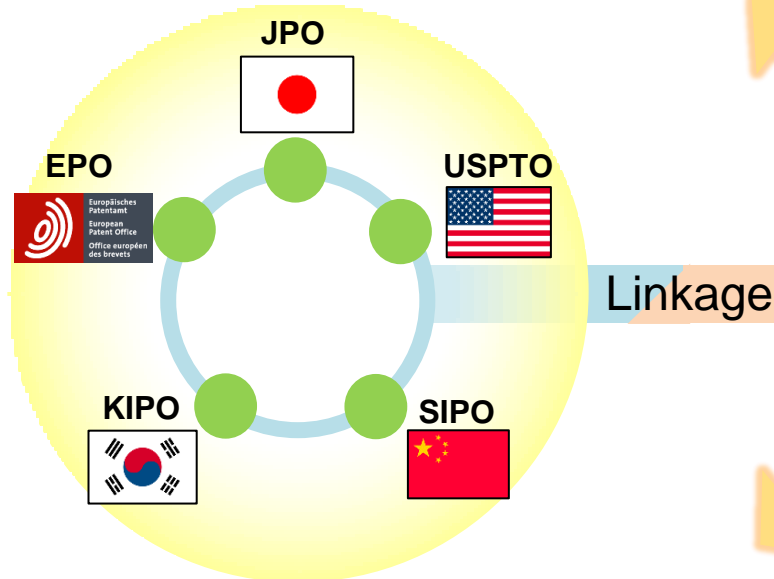 JPO
EPO
USPTO
Europäisches
Patentamt
European
Patent Office
Office européen
des brevets
Linkage
KIPO
SIPO